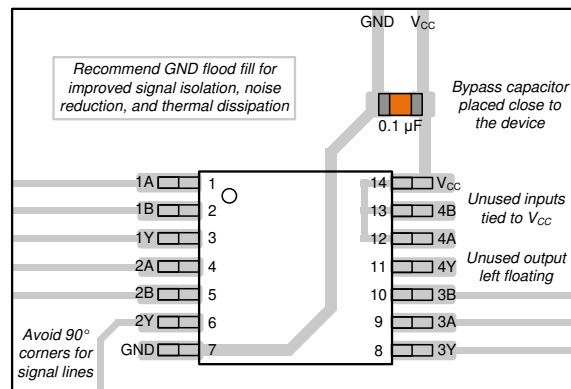 GND VCC
Recommend GND flood fill for
improved signal isolation, noise
reduction, and thermal dissipation
Bypass capacitor
placed close to
the device
0.1 µF
1A 1 14 VCC
1B 2 13 4B
1Y 3 12 4A
2A 4 11 4Y
2B 5 10 3B
2Y 6 9 3A
GND 7 8 3Y
Unused inputs
tied to VCC
Unused output
left floating
Avoid 90°
corners for
signal lines